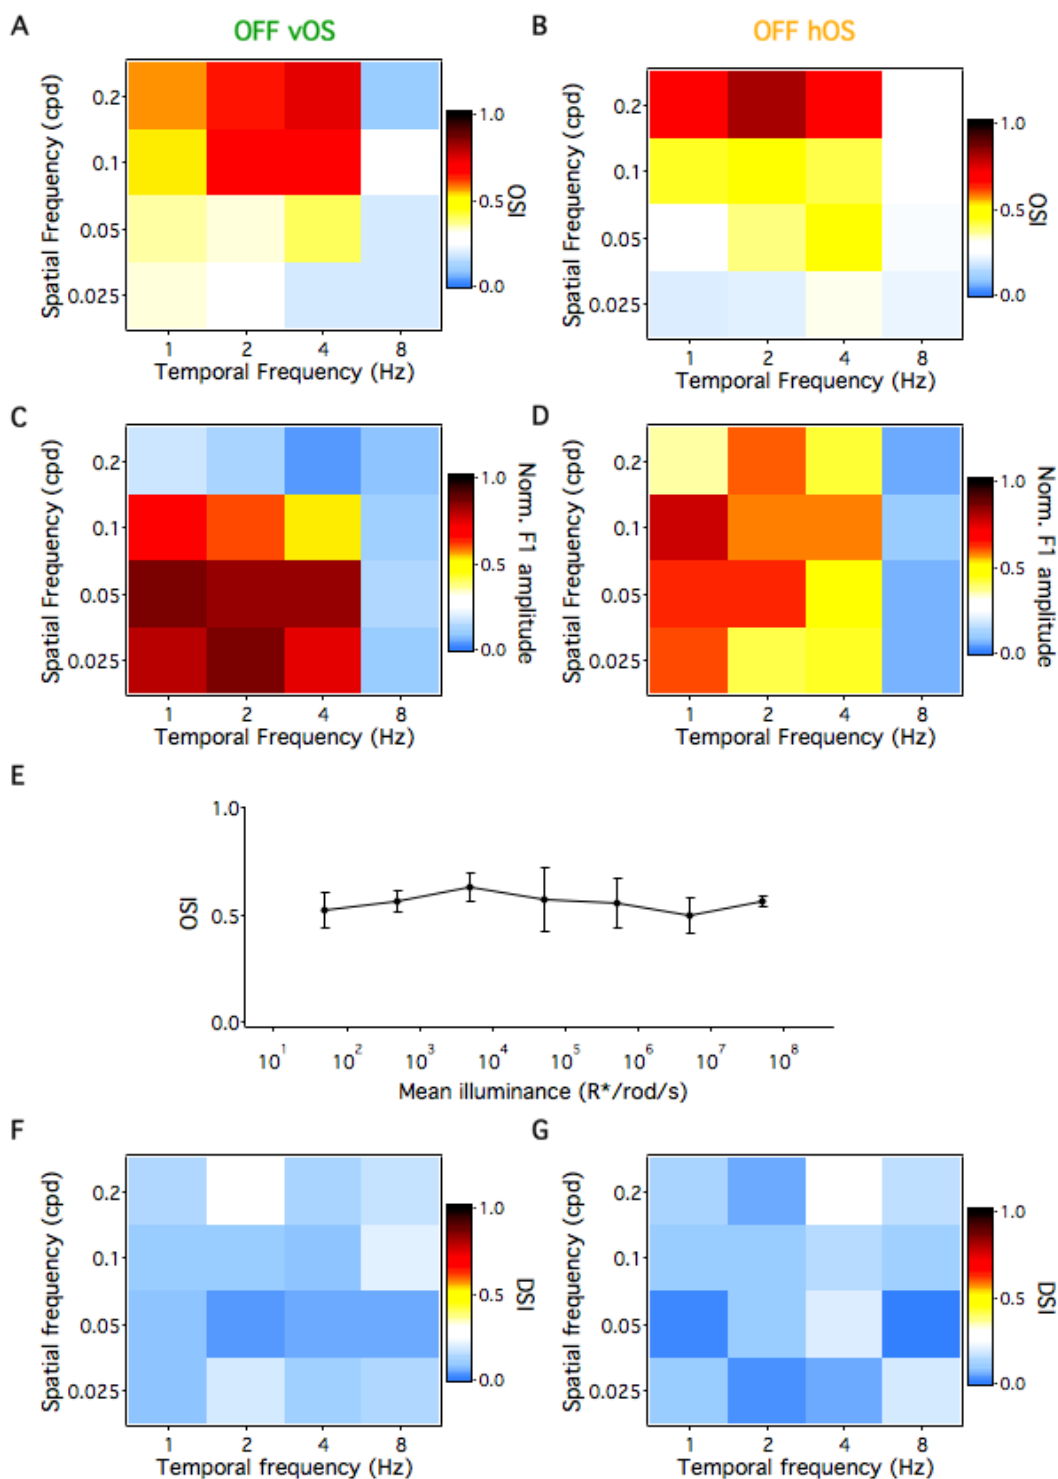 A
OFF vOS
B
OFF hOS
Spatial Frequency (cpd)
0.2
0.1
0.05
0.025
1
2
4
8
Temporal Frequency (Hz)
1.0
0.5
0.0
OSI
Spatial Frequency (cpd)
0.2
0.1
0.05
0.025
1
2
4
8
Temporal Frequency (Hz)
1.0
0.5
0.0
OSI
C
Spatial Frequency (cpd)
0.2
0.1
0.05
0.025
1
2
4
8
Temporal Frequency (Hz)
1.0
0.5
0.0
Norm. F1 amplitude
D
Spatial Frequency (cpd)
0.2
0.1
0.05
0.025
1
2
4
8
Temporal Frequency (Hz)
1.0
0.5
0.0
Norm. F1 amplitude
E
OSI
1.0
0.5
0.0
10¹
10²
10³
10⁴
10⁵
10⁶
10⁷
10⁸
Mean illuminance (R*/rod/s)
F
Spatial frequency (cpd)
0.2
0.1
0.05
0.025
1
2
4
8
Temporal frequency (Hz)
1.0
0.5
0.0
DSI
G
Spatial frequency (cpd)
0.2
0.1
0.05
0.025
1
2
4
8
Temporal frequency (Hz)
1.0
0.5
0.0
DSI